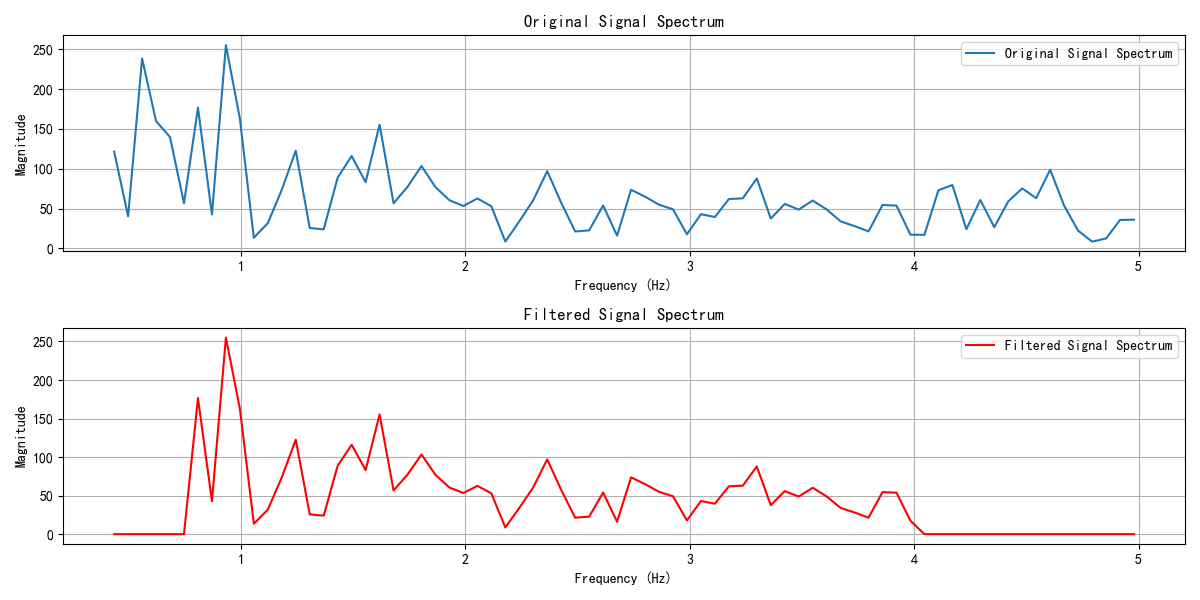 Original Signal Spectrum
Original Signal Spectrum
Magnitude
250
200
150
100
50
0
1
2
3
4
5
Frequency (Hz)
Filtered Signal Spectrum
Filtered Signal Spectrum
Magnitude
250
200
150
100
50
0
1
2
3
4
5
Frequency (Hz)